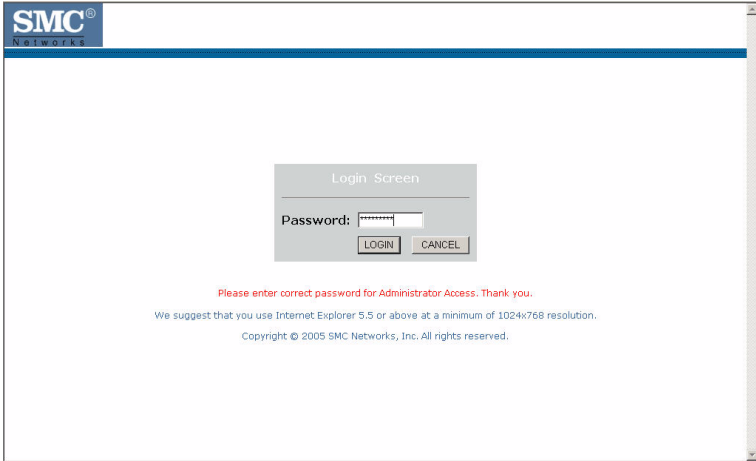 SMC®
Networks
Login Screen
Password: *********
LOGIN CANCEL
Please enter correct password for Administrator Access. Thank you.
We suggest that you use Internet Explorer 5.5 or above at a minimum of 1024x768 resolution.
Copyright © 2005 SMC Networks, Inc. All rights reserved.